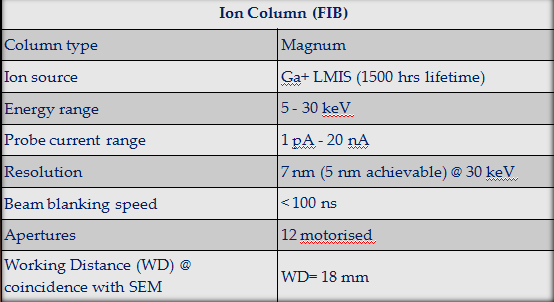 Ion Column (FIB)
Column type Magnum
Ion source Ga+ LMIS (1500 hrs lifetime)
Energy range 5 - 30 keV
Probe current range 1 pA - 20 nA
Resolution 7 nm (5 nm achievable) @ 30 keV
Beam blanking speed < 100 ns
Apertures 12 motorised
Working Distance (WD) @
coincidence with SEM WD= 18 mm